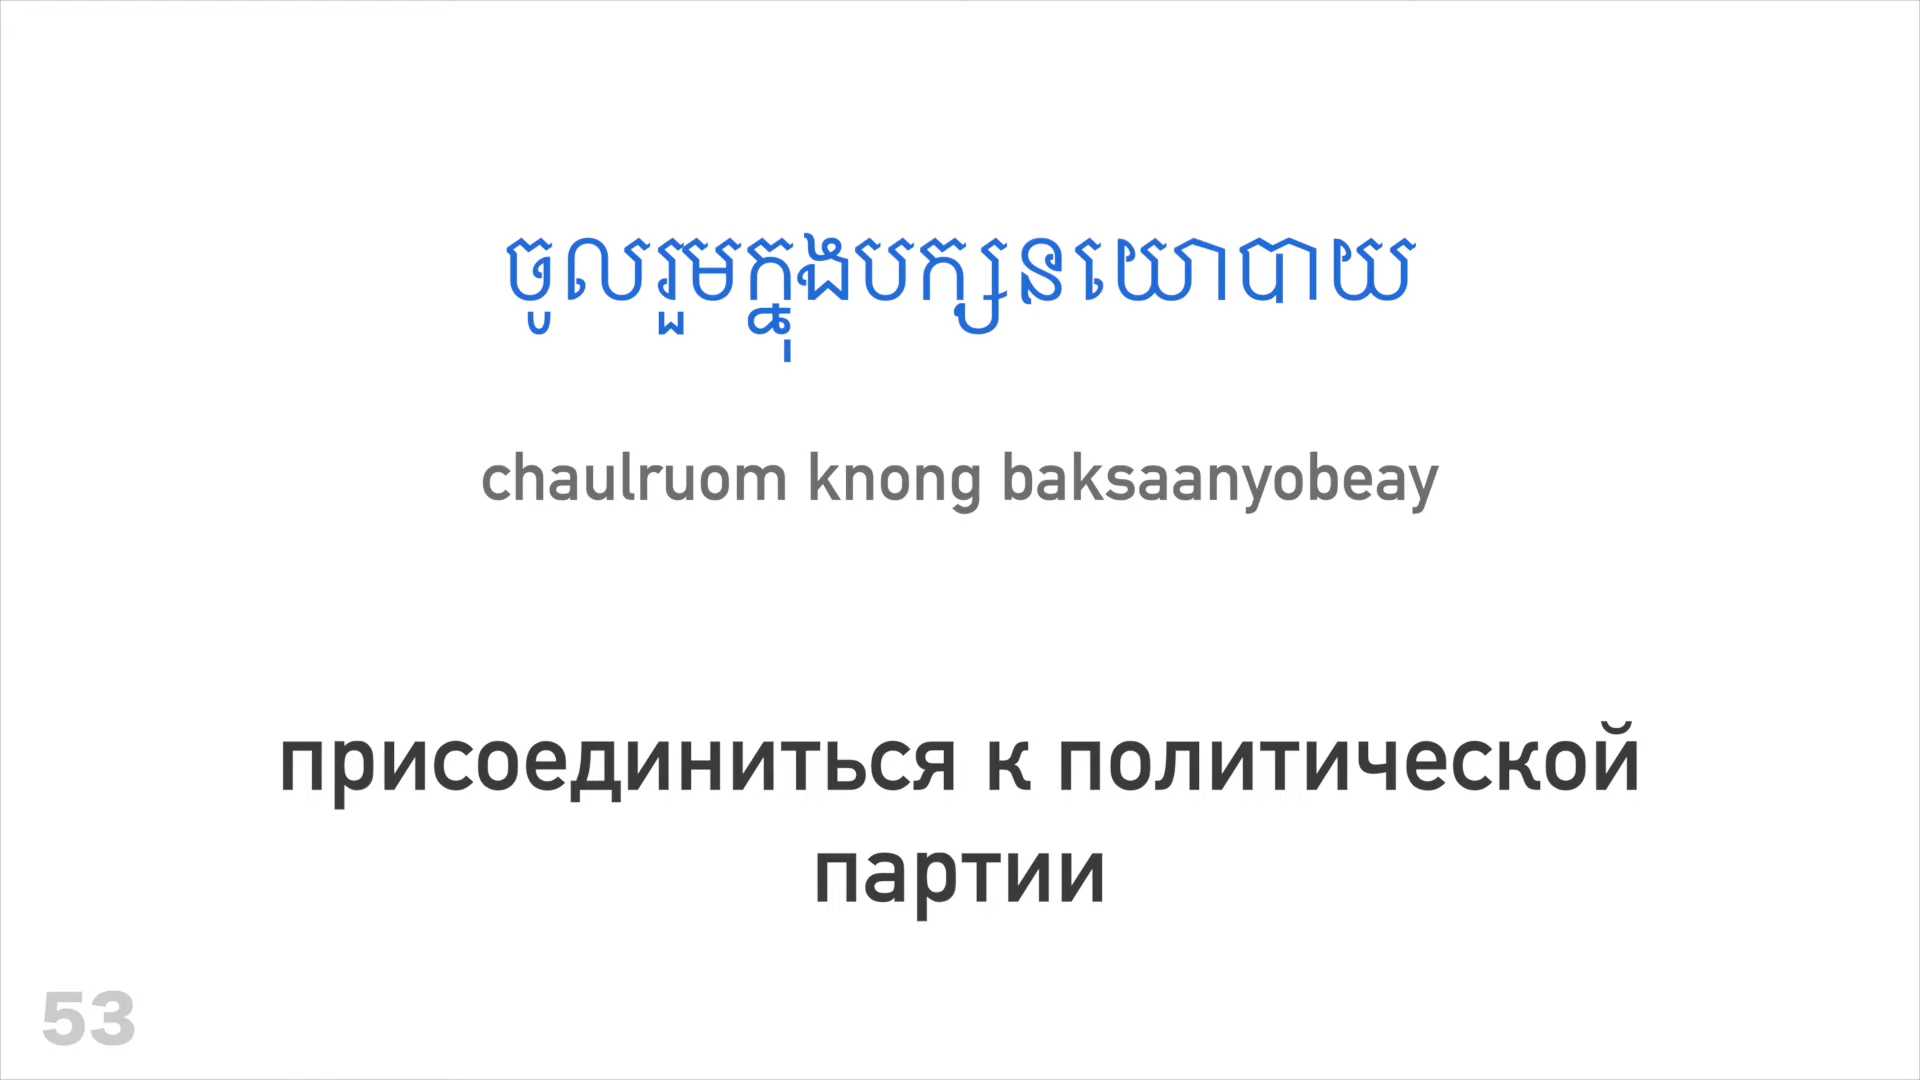 ចូលរួមក្នុងបក្សនយោបាយ
chaulruom knong baksaanyobeay
присоединиться к политической
партии
53